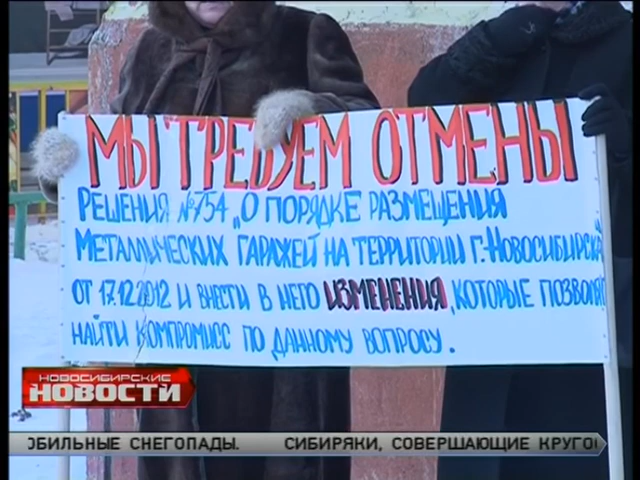 МЫ ТРЕБУЕМ ОТМЕНЫ
РЕШЕНИЯ №754 „О ПОРЯДКЕ РАЗМЕЩЕНИЯ
МЕТАЛЛИЧЕСКИХ ГАРАЖЕЙ НА ТЕРРИТОРИИ Г. НОВОСИБИРСКА
ОТ 17.12.2012 И ВНЕСТИ В НЕГО ИЗМЕНЕНИЯ, КОТОРЫЕ ПОЗВОЛЯТ
НАЙТИ КОМПРОМИСС ПО ДАННОМУ ВОПРОСУ.
НОВОСИБИРСКИЕ
НОВОСТИ
ОБИЛЬНЫЕ СНЕГОПАДЫ. СИБИРЯКИ, СОВЕРШАЮЩИЕ КРУГО